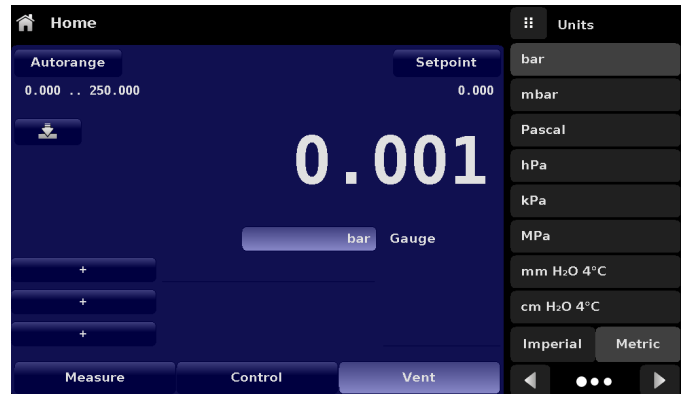 Home
Autorange
Setpoint
0.000 .. 250.000
0.000
0.001
bar
Gauge
+
+
+
Measure
Control
Vent
Units
bar
mbar
Pascal
hPa
kPa
MPa
mm H₂O 4°C
cm H₂O 4°C
Imperial
Metric